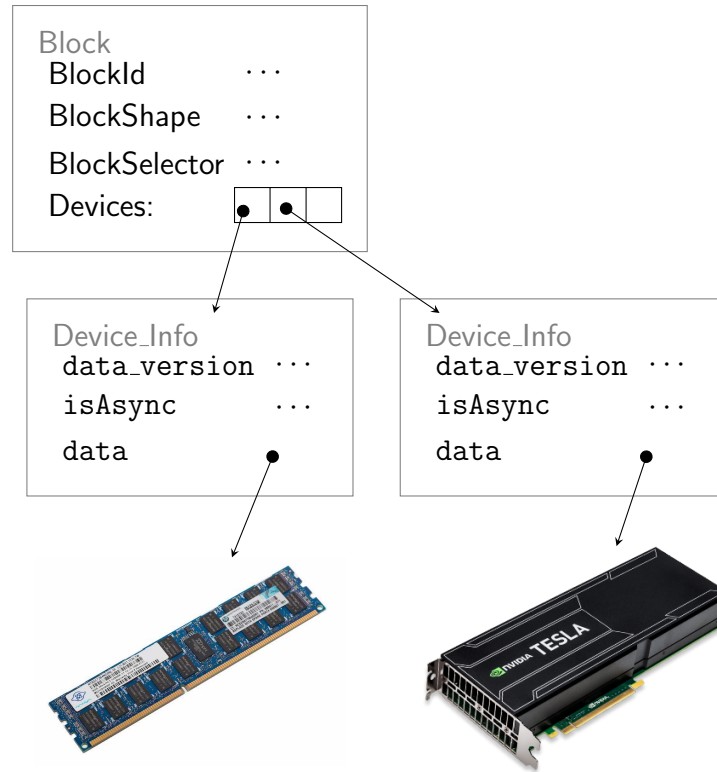 Block
BlockId ···
BlockShape ···
BlockSelector ···
Devices:
Device_Info
data_version ···
isAsync ···
data
Device_Info
data_version ···
isAsync ···
data
NVIDIA TESLA